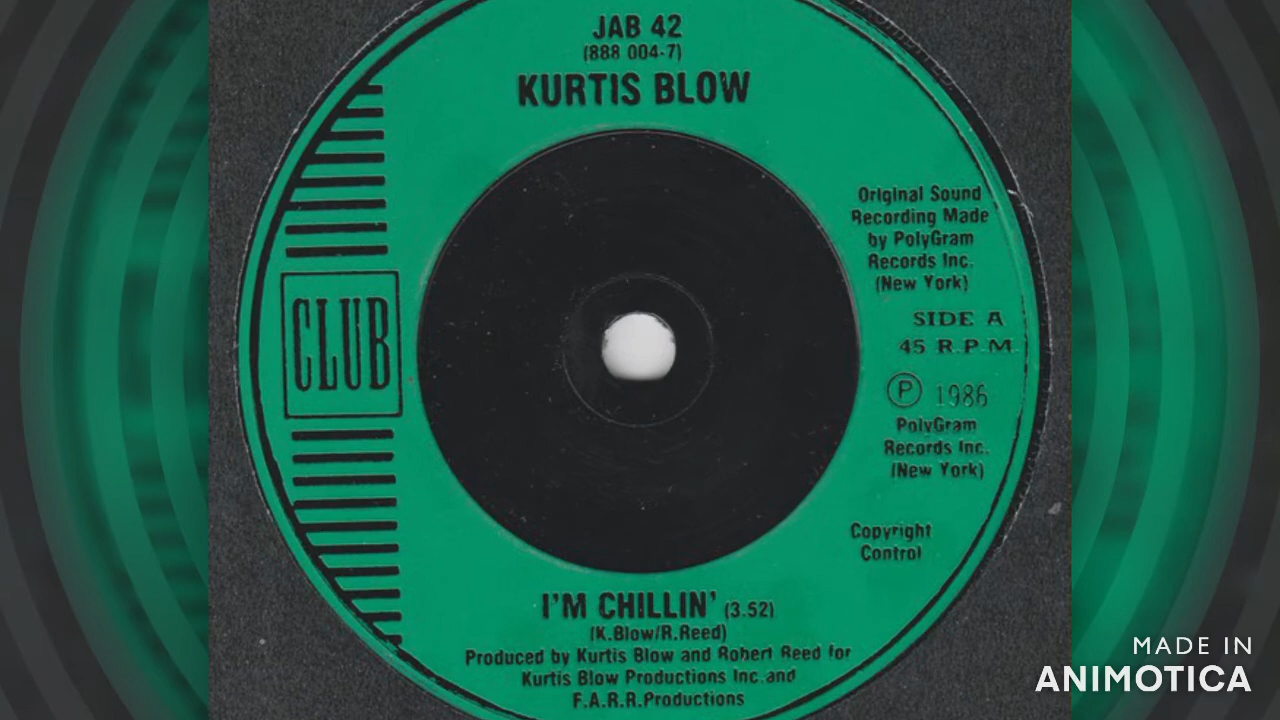 JAB 42
(888 004-7)
KURTIS BLOW
Original Sound
Recording Made
by PolyGram
Records Inc.
(New York)
SIDE A
45 R.P.M.
Ⓟ 1986
PolyGram
Records Inc.
(New York)
Copyright
Control
CLUB
I'M CHILLIN' (3.52)
(K.Blow/R.Reed)
Produced by Kurtis Blow and Robert Reed for
Kurtis Blow Productions Inc.and
F.A.R.R.Productions
MADE IN
ANIMOTICA